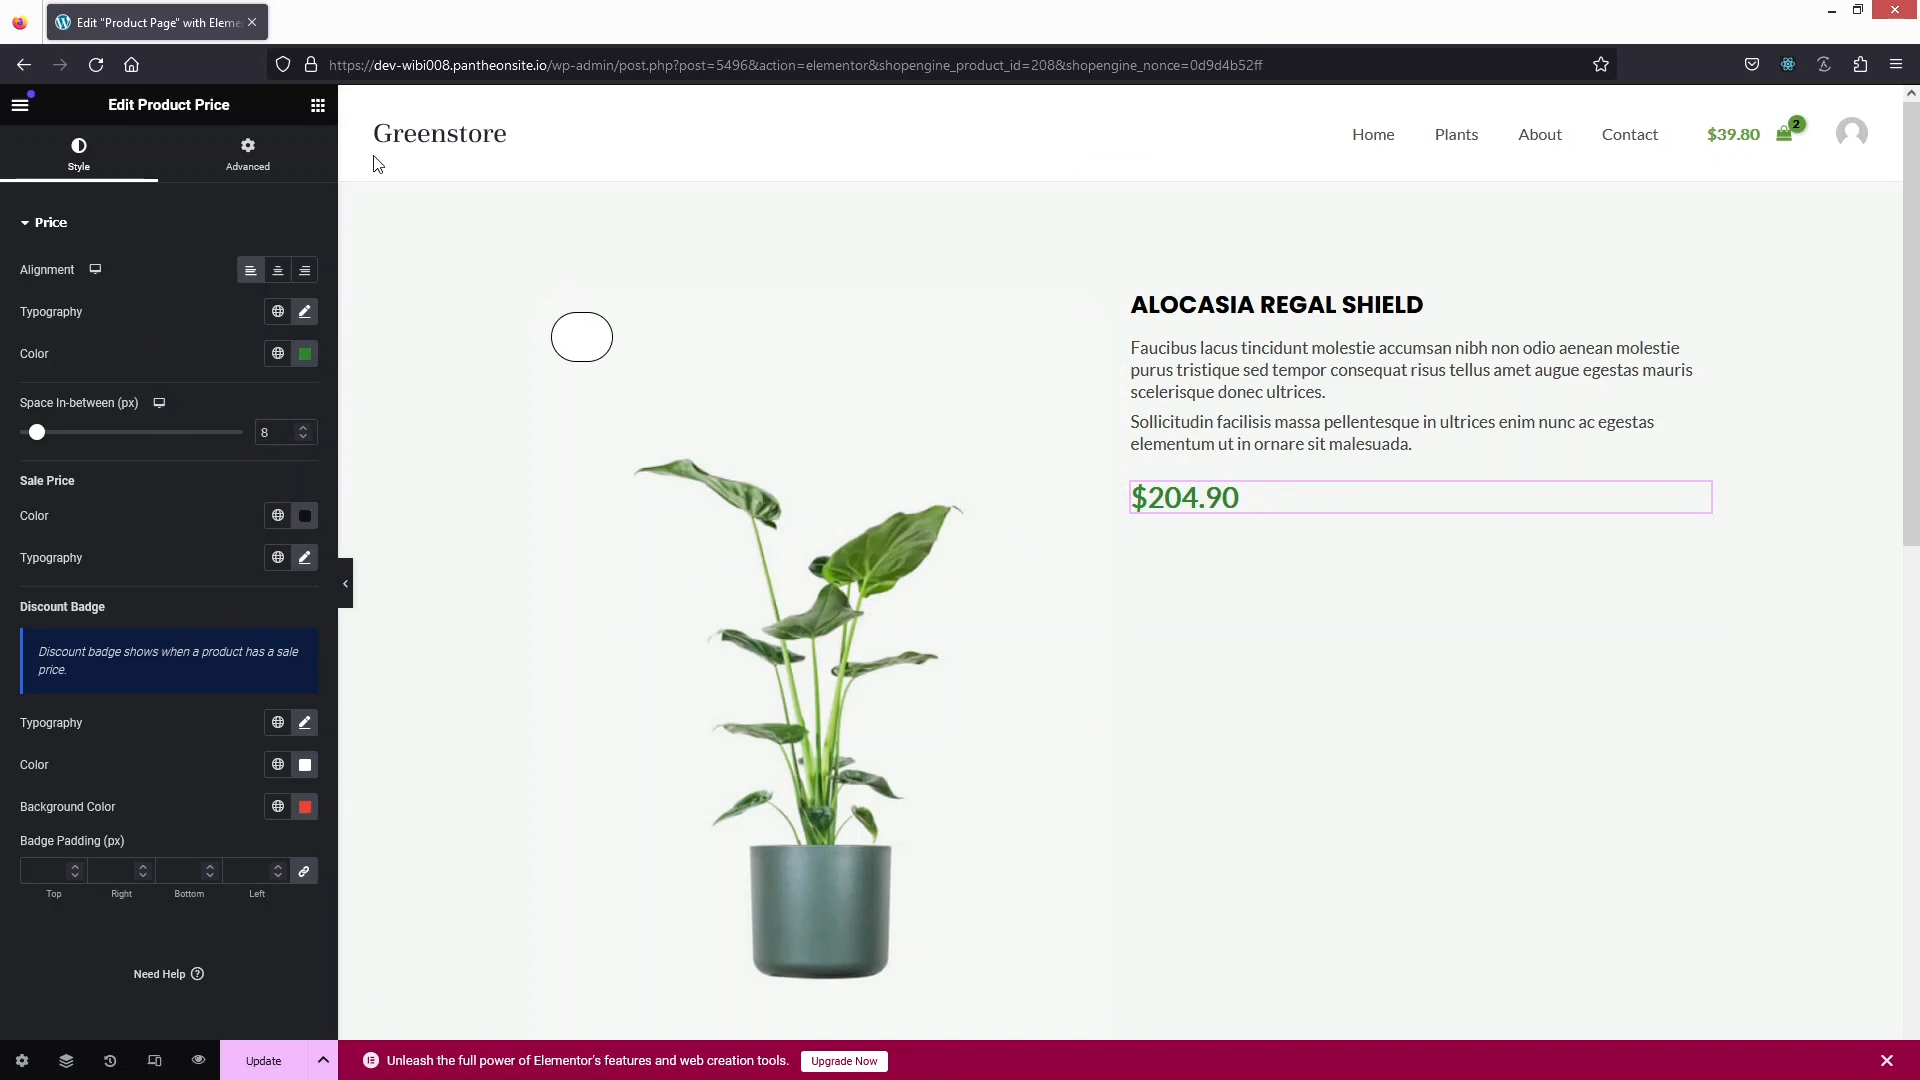 Edit "Product Page" with Eleme
https://dev-wibi008.pantheonsite.io/wp-admin/post.php?post=5496&action=elementor&shopengine_product_id=208&shopengine_nonce=0d9d4b52ff
Edit Product Price
Style
Advanced
Price
Alignment
Typography
Color
Space In-between (px)
8
Sale Price
Color
Typography
Discount Badge
Discount badge shows when a product has a sale
price.
Typography
Color
Background Color
Badge Padding (px)
Top Right Bottom Left
Need Help
Update
Greenstore
Home Plants About Contact $39.80 2
ALOCASIA REGAL SHIELD
Faucibus lacus tincidunt molestie accumsan nibh non odio aenean molestie
purus tristique sed tempor consequat risus tellus amet augue egestas mauris
scelerisque donec ultrices.
Sollicitudin facilisis massa pellentesque in ultrices enim nunc ac egestas
elementum ut in ornare sit malesuada.
$204.90
Unleash the full power of Elementor's features and web creation tools. Upgrade Now